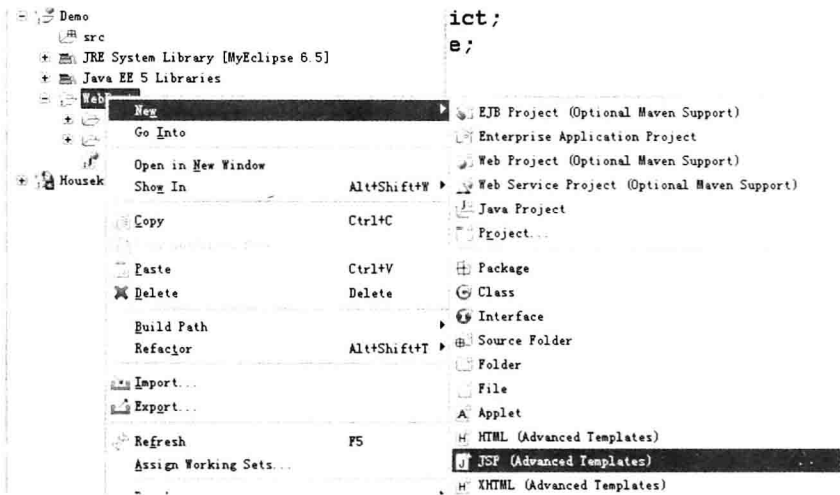 Demo
src
JRE System Library [MyEclipse 6.5]
Java EE 5 Libraries
Housek
New
Go Into
Open in New Window
Show In Alt+Shift+W
Copy Ctrl+C
Paste Ctrl+V
Delete Delete
Build Path
Refactor Alt+Shift+T
Import...
Export...
Refresh F5
Assign Working Sets...
ict;
e;
EJB Project (Optional Maven Support)
Enterprise Application Project
Web Project (Optional Maven Support)
Web Service Project (Optional Maven Support)
Java Project
Project...
Package
Class
Interface
Source Folder
Folder
File
Applet
HTML (Advanced Templates)
JSP (Advanced Templates)
XHTML (Advanced Templates)